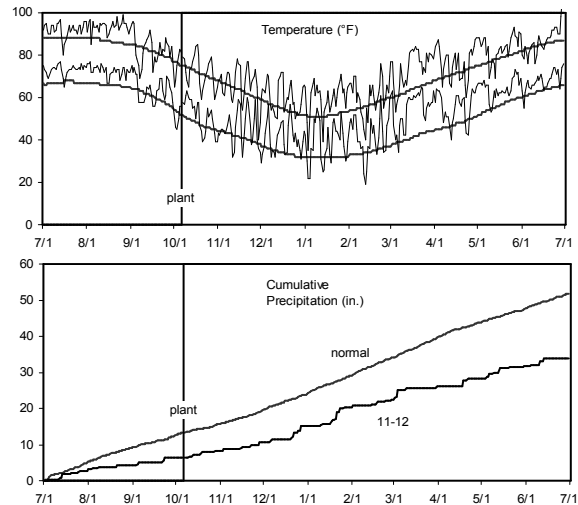 100
Temperature (°F)
80
60
40
20
plant
0
7/1 8/1 9/1 10/1 11/1 12/1 1/1 2/1 3/1 4/1 5/1 6/1 7/1
60
Cumulative
Precipitation (in.)
50
40
normal
30
20
plant
11-12
10
0
7/1 8/1 9/1 10/1 11/1 12/1 1/1 2/1 3/1 4/1 5/1 6/1 7/1